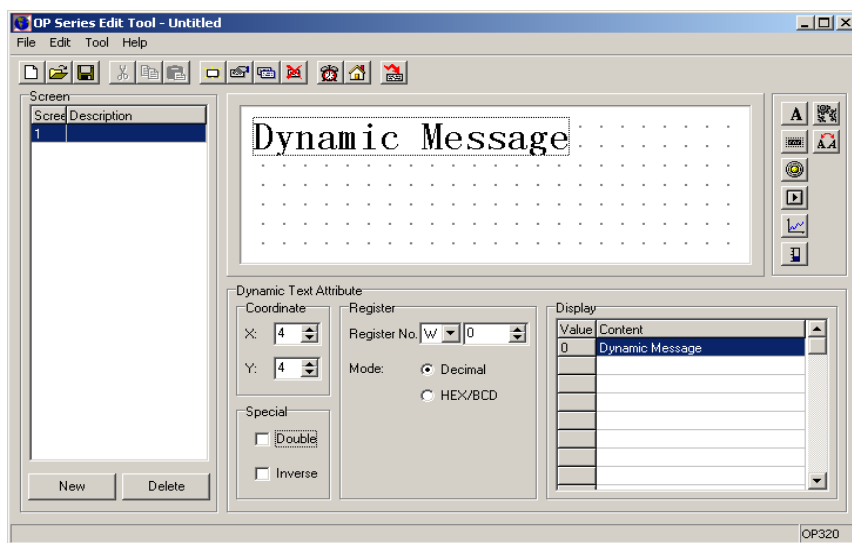 OP Series Edit Tool - Untitled
File Edit Tool Help
Screen
Scree Description
1
Dynamic Message
A
Dynamic Text Attribute
Coordinate
X: 4
Y: 4
Special
Double
Inverse
Register
Register No. W 0
Mode: Decimal
HEX/BCD
Display
Value Content
0 Dynamic Message
New Delete
OP320